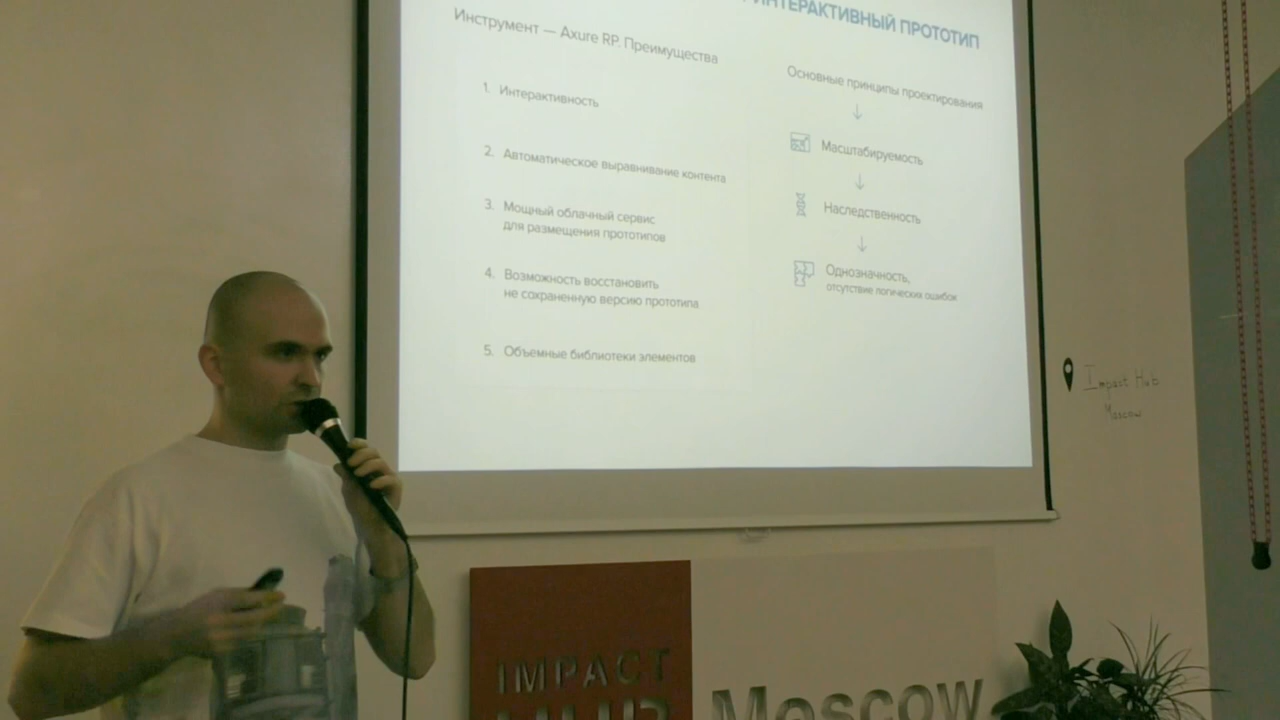 ИНТЕРАКТИВНЫЙ ПРОТОТИП
Инструмент — Axure RP. Преимущества
1. Интерактивность
2. Автоматическое выравнивание контента
3. Мощный облачный сервис
для размещения прототипов
4. Возможность восстановить
не сохраненную версию прототипа
5. Объемные библиотеки элементов
Основные принципы проектирования
Масштабируемость
Наследственность
Однозначность,
отсутствие логических ошибок
Impact Hub
Moscow
IMPACT
HUB
Moscow